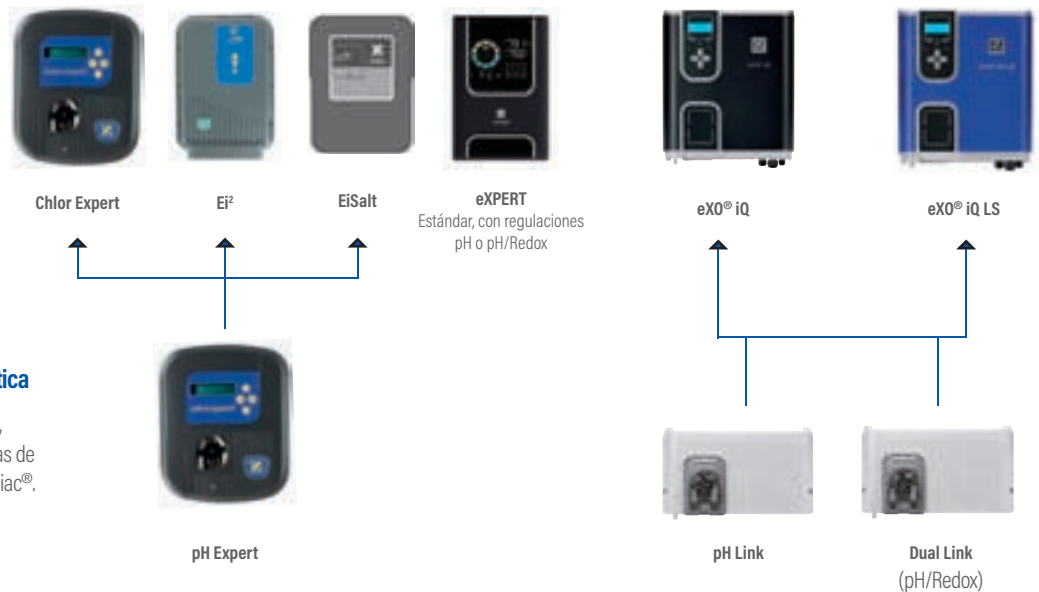 Chlor Expert
Ei²
EiSalt
eXPERT
Estándar, con regulaciones
pH o pH/Redox
eXO® iQ
eXO® iQ LS
tica
,
as de
iac®.
pH Expert
pH Link
Dual Link
(pH/Redox)